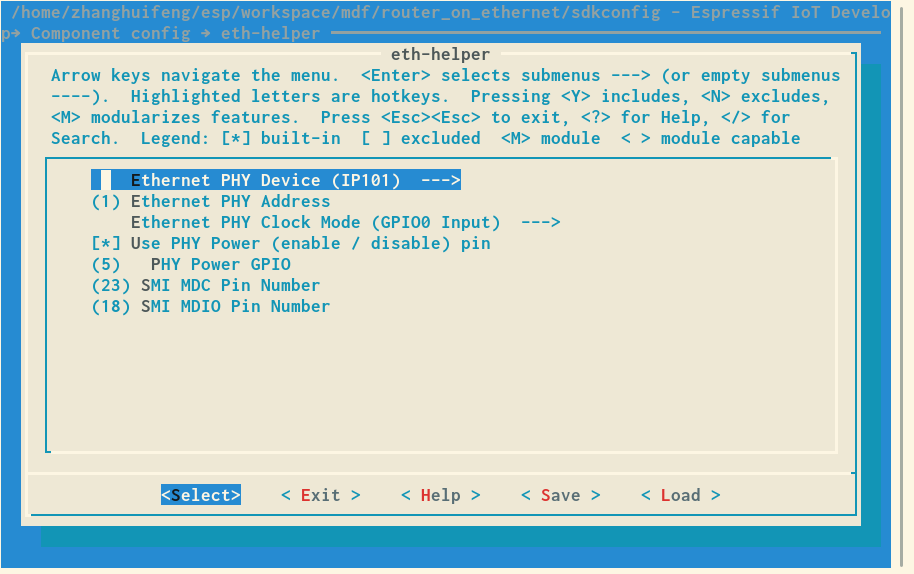 /home/zhanghuifeng/esp/workspace/mdf/router_on_ethernet/sdkconfig - Espressif IoT Develo
p→ Component config → eth-helper
eth-helper
Arrow keys navigate the menu.  <Enter> selects submenus ---> (or empty submenus
----).  Highlighted letters are hotkeys.  Pressing <Y> includes, <N> excludes,
<M> modularizes features.  Press <Esc><Esc> to exit, <?> for Help, </> for
Search.  Legend: [*] built-in  [ ] excluded  <M> module  < > module capable
Ethernet PHY Device (IP101)  --->
(1) Ethernet PHY Address
Ethernet PHY Clock Mode (GPIO0 Input)  --->
[*] Use PHY Power (enable / disable) pin
(5)   PHY Power GPIO
(23) SMI MDC Pin Number
(18) SMI MDIO Pin Number
<Select>    < Exit >    < Help >    < Save >    < Load >